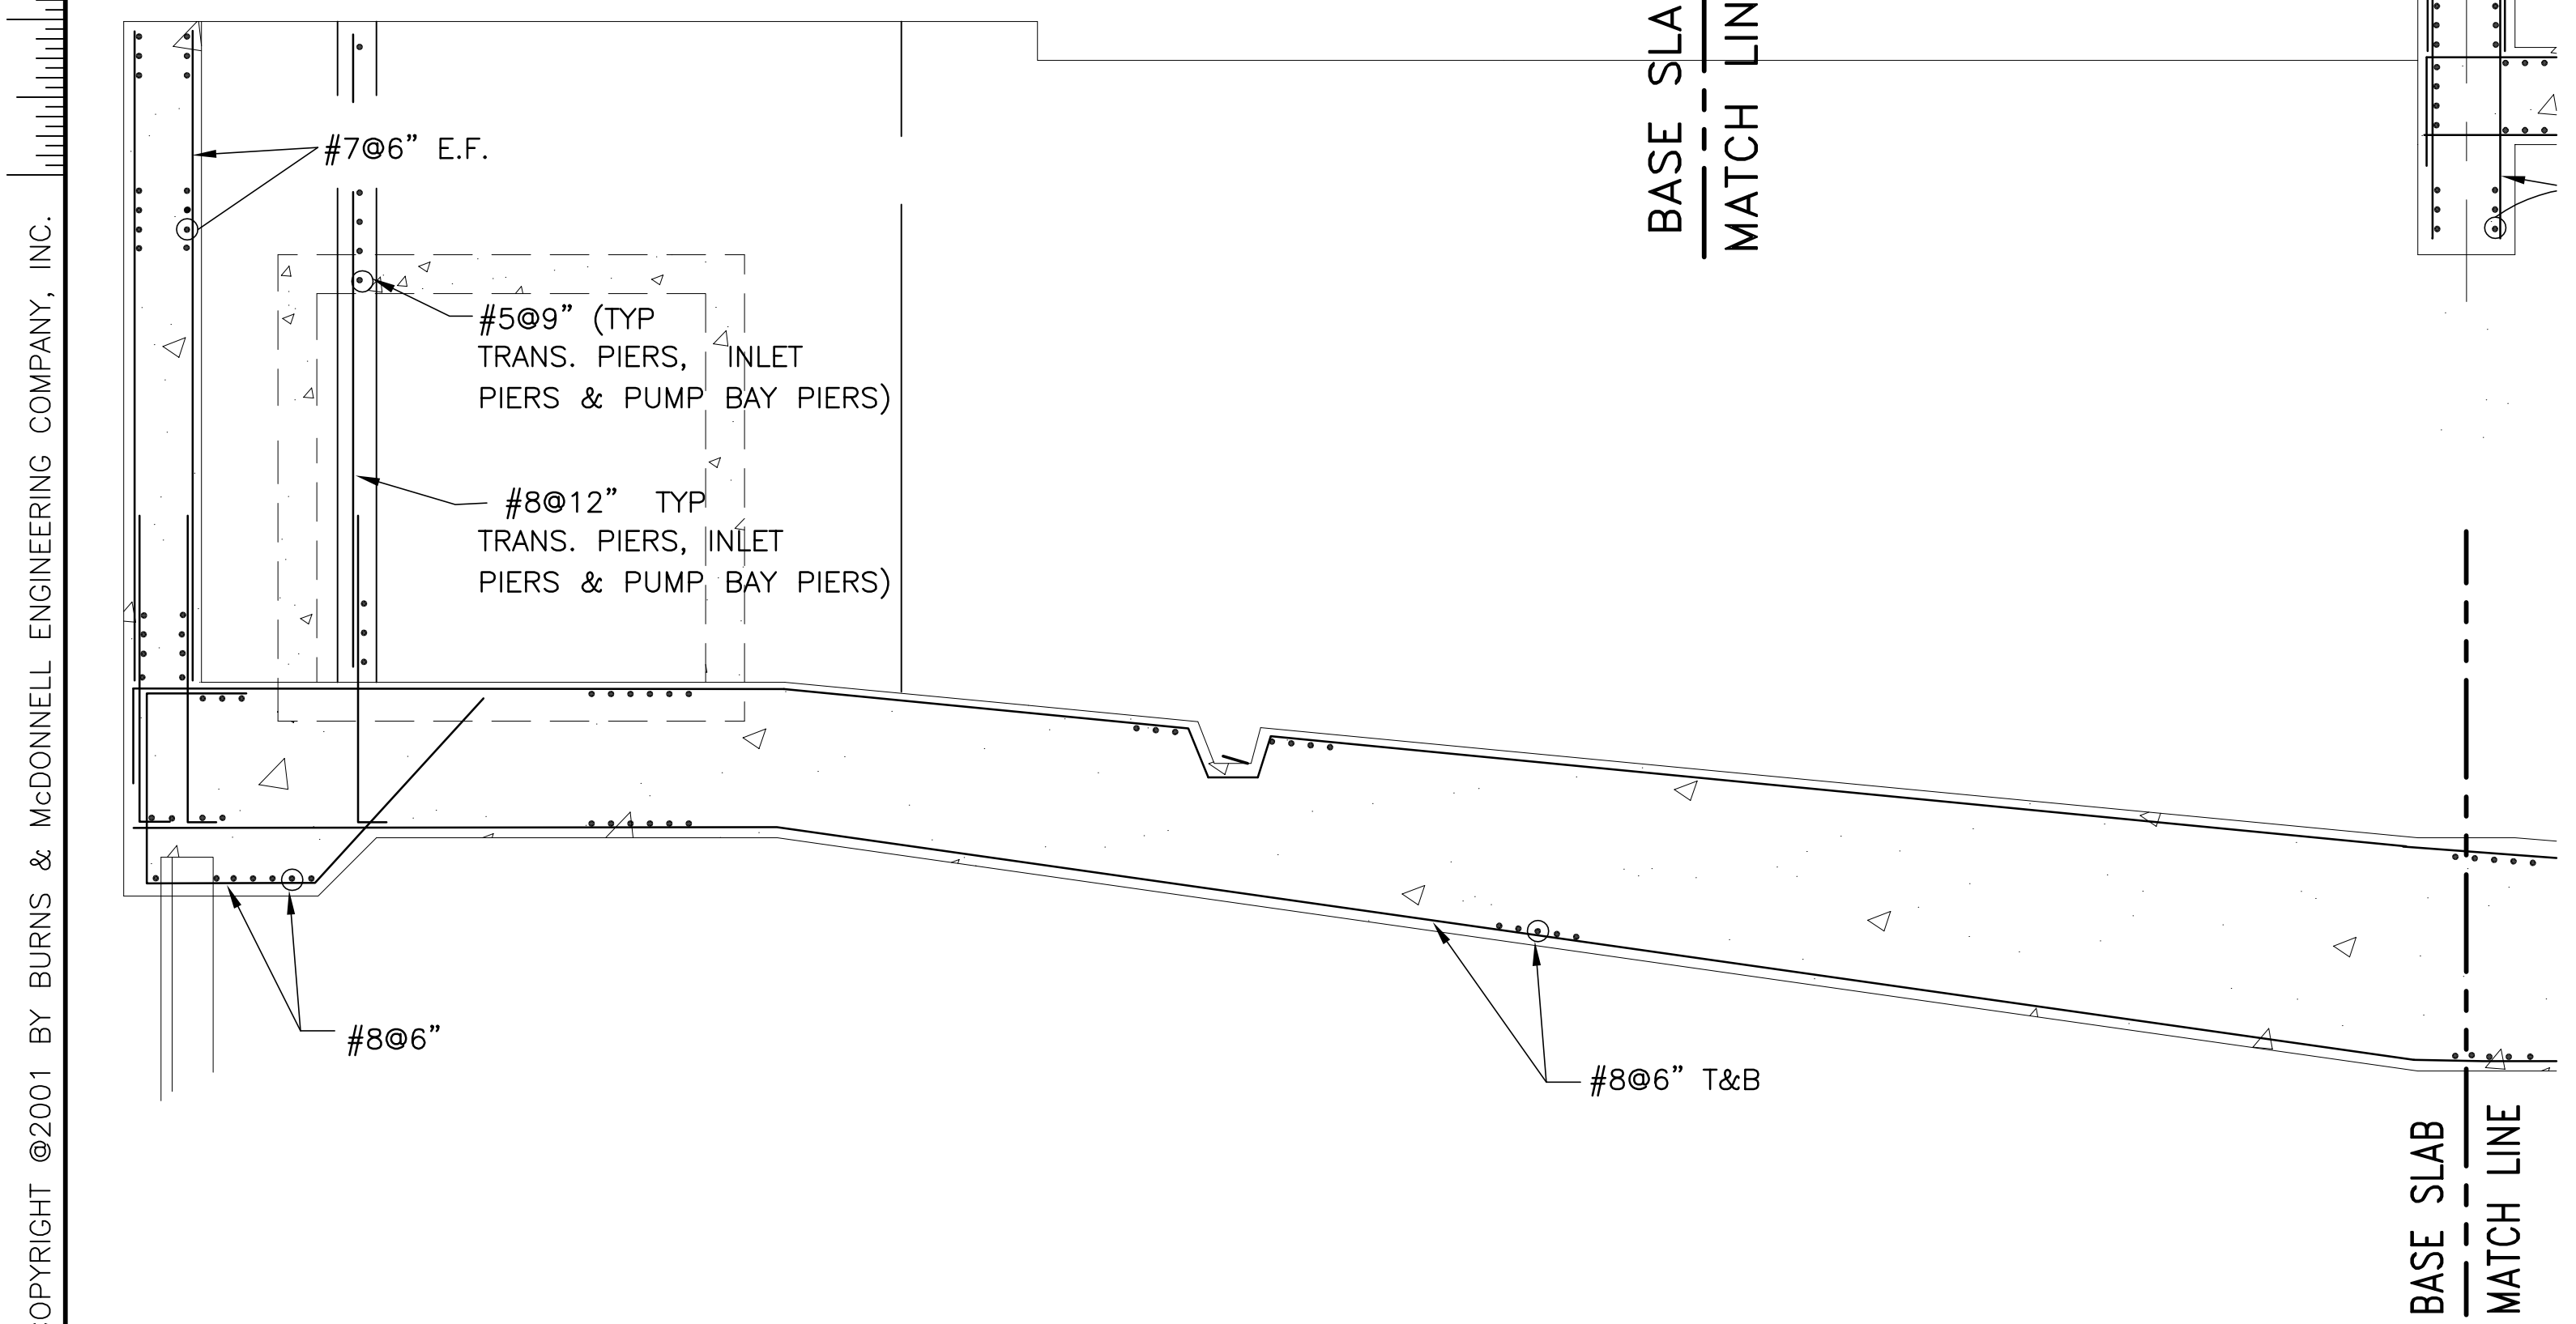 BASE SLA
MATCH LIN
#7@6” E.F.
#5@9” (TYP
TRANS. PIERS, INLET
PIERS & PUMP BAY PIERS)
#8@12” TYP
TRANS. PIERS, INLET
PIERS & PUMP BAY PIERS)
#8@6”
#8@6” T&B
BASE SLAB
MATCH LINE
OPYRIGHT @2001 BY BURNS & McDONNELL ENGINEERING COMPANY, INC.